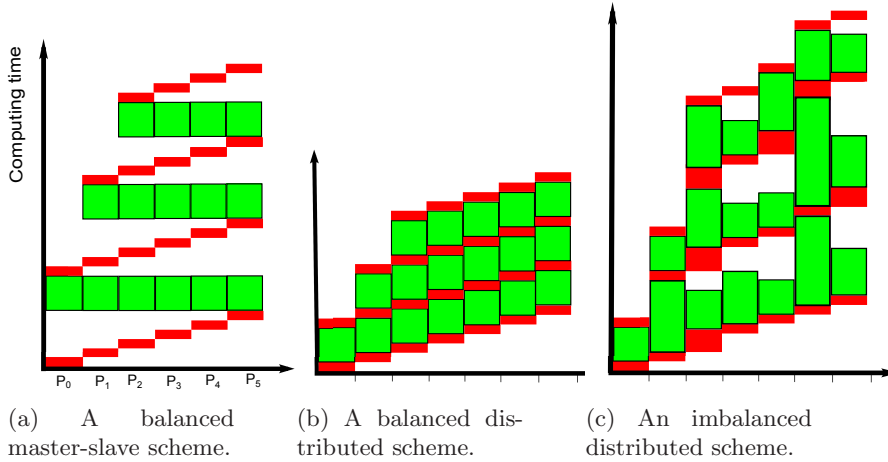 Computing time
P0 P1 P2 P3 P4 P5
(a) A balanced
master-slave scheme.
(b) A balanced dis-
tributed scheme.
(c) An imbalanced
distributed scheme.